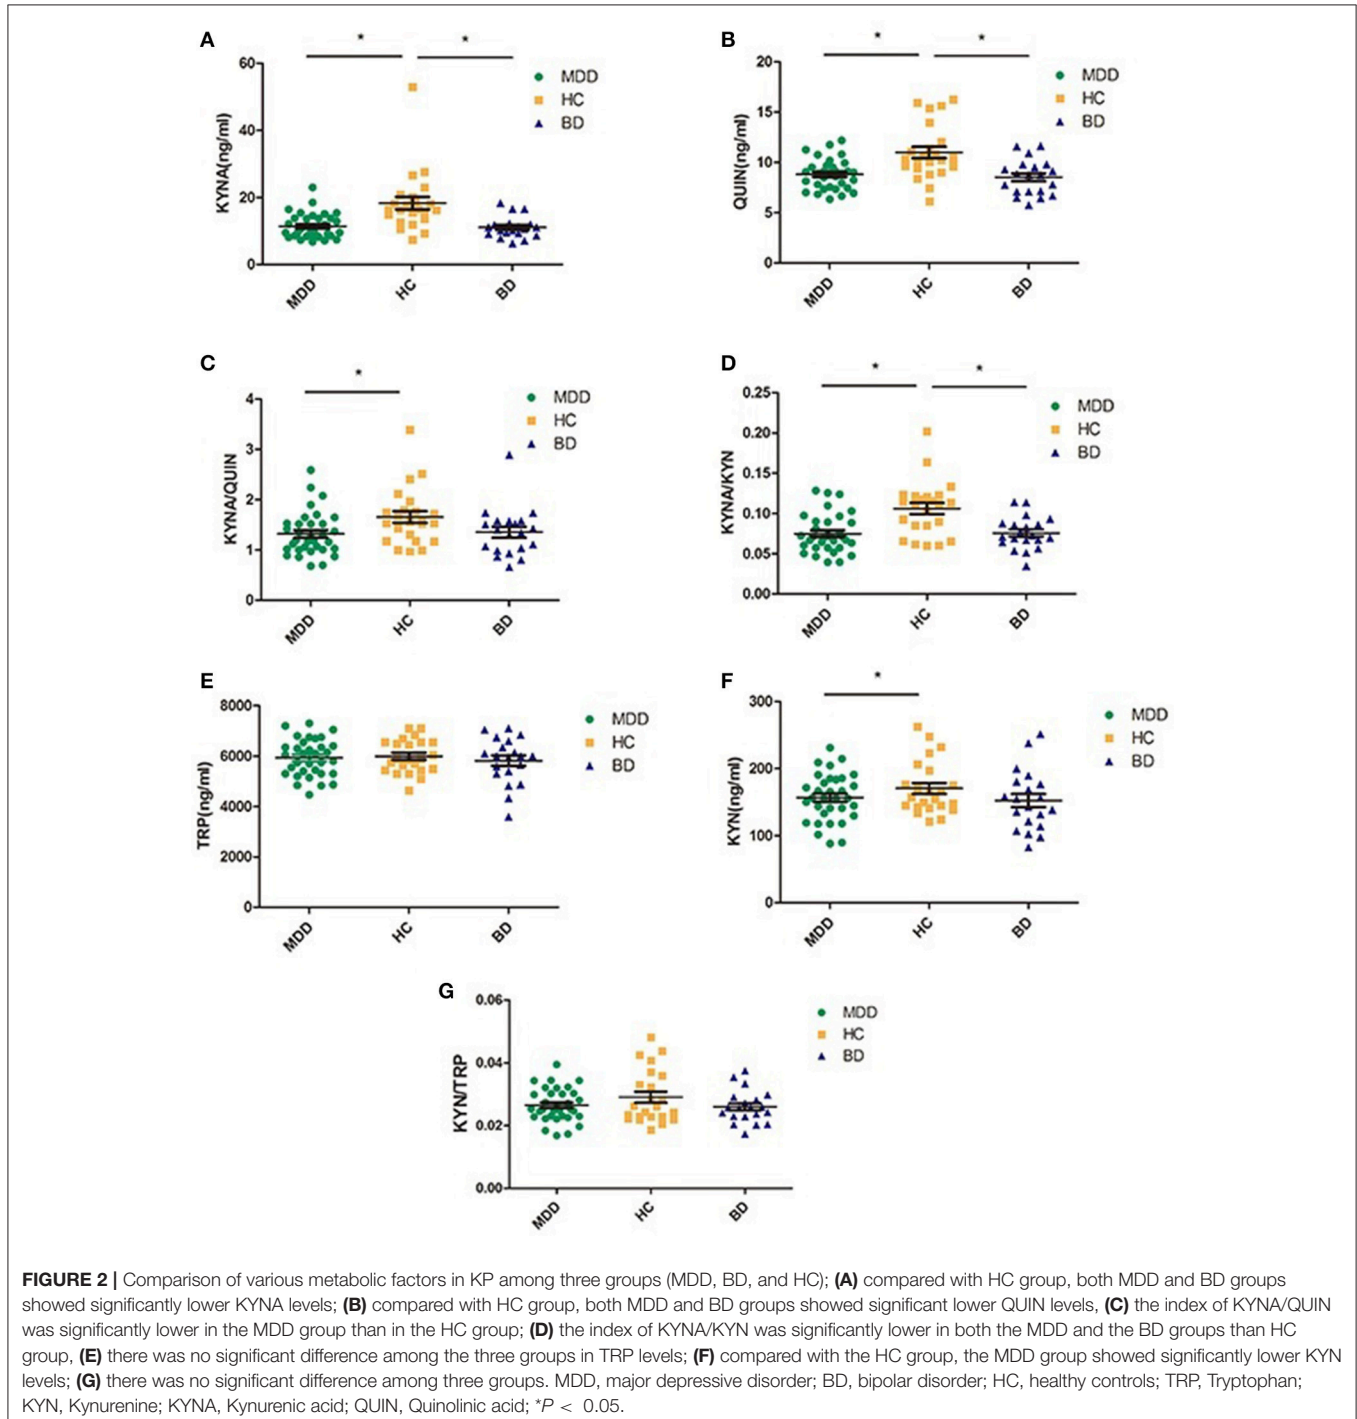 A
*
*
KYNA(ng/ml)
60
40
20
0
MDD
HC
BD
MDD
HC
BD
B
*
*
QUIN(ng/ml)
20
15
10
5
0
MDD
HC
BD
MDD
HC
BD
C
*
KYNA/QUIN
4
3
2
1
0
MDD
HC
BD
MDD
HC
BD
D
*
*
KYNA/KYN
0.25
0.20
0.15
0.10
0.05
0.00
MDD
HC
BD
MDD
HC
BD
E
TRP(ng/ml)
8000
6000
4000
2000
0
MDD
HC
BD
MDD
HC
BD
F
*
KYN(ng/ml)
300
200
100
0
MDD
HC
BD
MDD
HC
BD
G
KYN/TRP
0.06
0.04
0.02
0.00
MDD
HC
BD
MDD
HC
BD
FIGURE 2 | Comparison of various metabolic factors in KP among three groups (MDD, BD, and HC); (A) compared with HC group, both MDD and BD groups
showed significantly lower KYNA levels; (B) compared with HC group, both MDD and BD groups showed significant lower QUIN levels, (C) the index of KYNA/QUIN
was significantly lower in the MDD group than in the HC group; (D) the index of KYNA/KYN was significantly lower in both the MDD and the BD groups than HC
group, (E) there was no significant difference among the three groups in TRP levels; (F) compared with the HC group, the MDD group showed significantly lower KYN
levels; (G) there was no significant difference among three groups. MDD, major depressive disorder; BD, bipolar disorder; HC, healthy controls; TRP, Tryptophan;
KYN, Kynurenine; KYNA, Kynurenic acid; QUIN, Quinolinic acid; *P < 0.05.